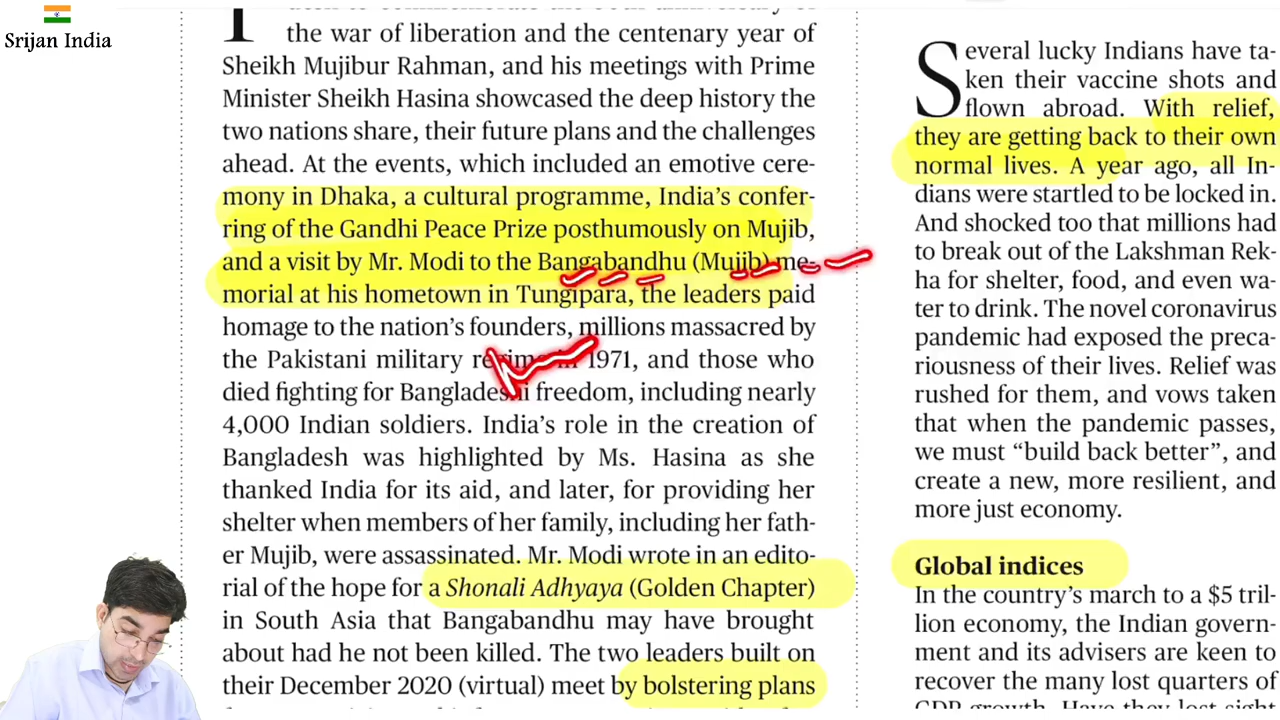 Srijan India
the war of liberation and the centenary year of
Sheikh Mujibur Rahman, and his meetings with Prime
Minister Sheikh Hasina showcased the deep history the
two nations share, their future plans and the challenges
ahead. At the events, which included an emotive cere-
mony in Dhaka, a cultural programme, India's confer-
ring of the Gandhi Peace Prize posthumously on Mujib,
and a visit by Mr. Modi to the Bangabandhu (Mujib) me-
morial at his hometown in Tungipara, the leaders paid
homage to the nation's founders, millions massacred by
the Pakistani military regime in 1971, and those who
died fighting for Bangladeshi freedom, including nearly
4,000 Indian soldiers. India's role in the creation of
Bangladesh was highlighted by Ms. Hasina as she
thanked India for its aid, and later, for providing her
shelter when members of her family, including her fath-
er Mujib, were assassinated. Mr. Modi wrote in an edito-
rial of the hope for a Shonali Adhyaya (Golden Chapter)
in South Asia that Bangabandhu may have brought
about had he not been killed. The two leaders built on
their December 2020 (virtual) meet by bolstering plans
Several lucky Indians have ta-
ken their vaccine shots and
flown abroad. With relief,
they are getting back to their own
normal lives. A year ago, all In-
dians were startled to be locked in.
And shocked too that millions had
to break out of the Lakshman Rek-
ha for shelter, food, and even wa-
ter to drink. The novel coronavirus
pandemic had exposed the preca-
riousness of their lives. Relief was
rushed for them, and vows taken
that when the pandemic passes,
we must “build back better”, and
create a new, more resilient, and
more just economy.
Global indices
In the country's march to a $5 tril-
lion economy, the Indian govern-
ment and its advisers are keen to
recover the many lost quarters of
GDP growth. Have they lost sight